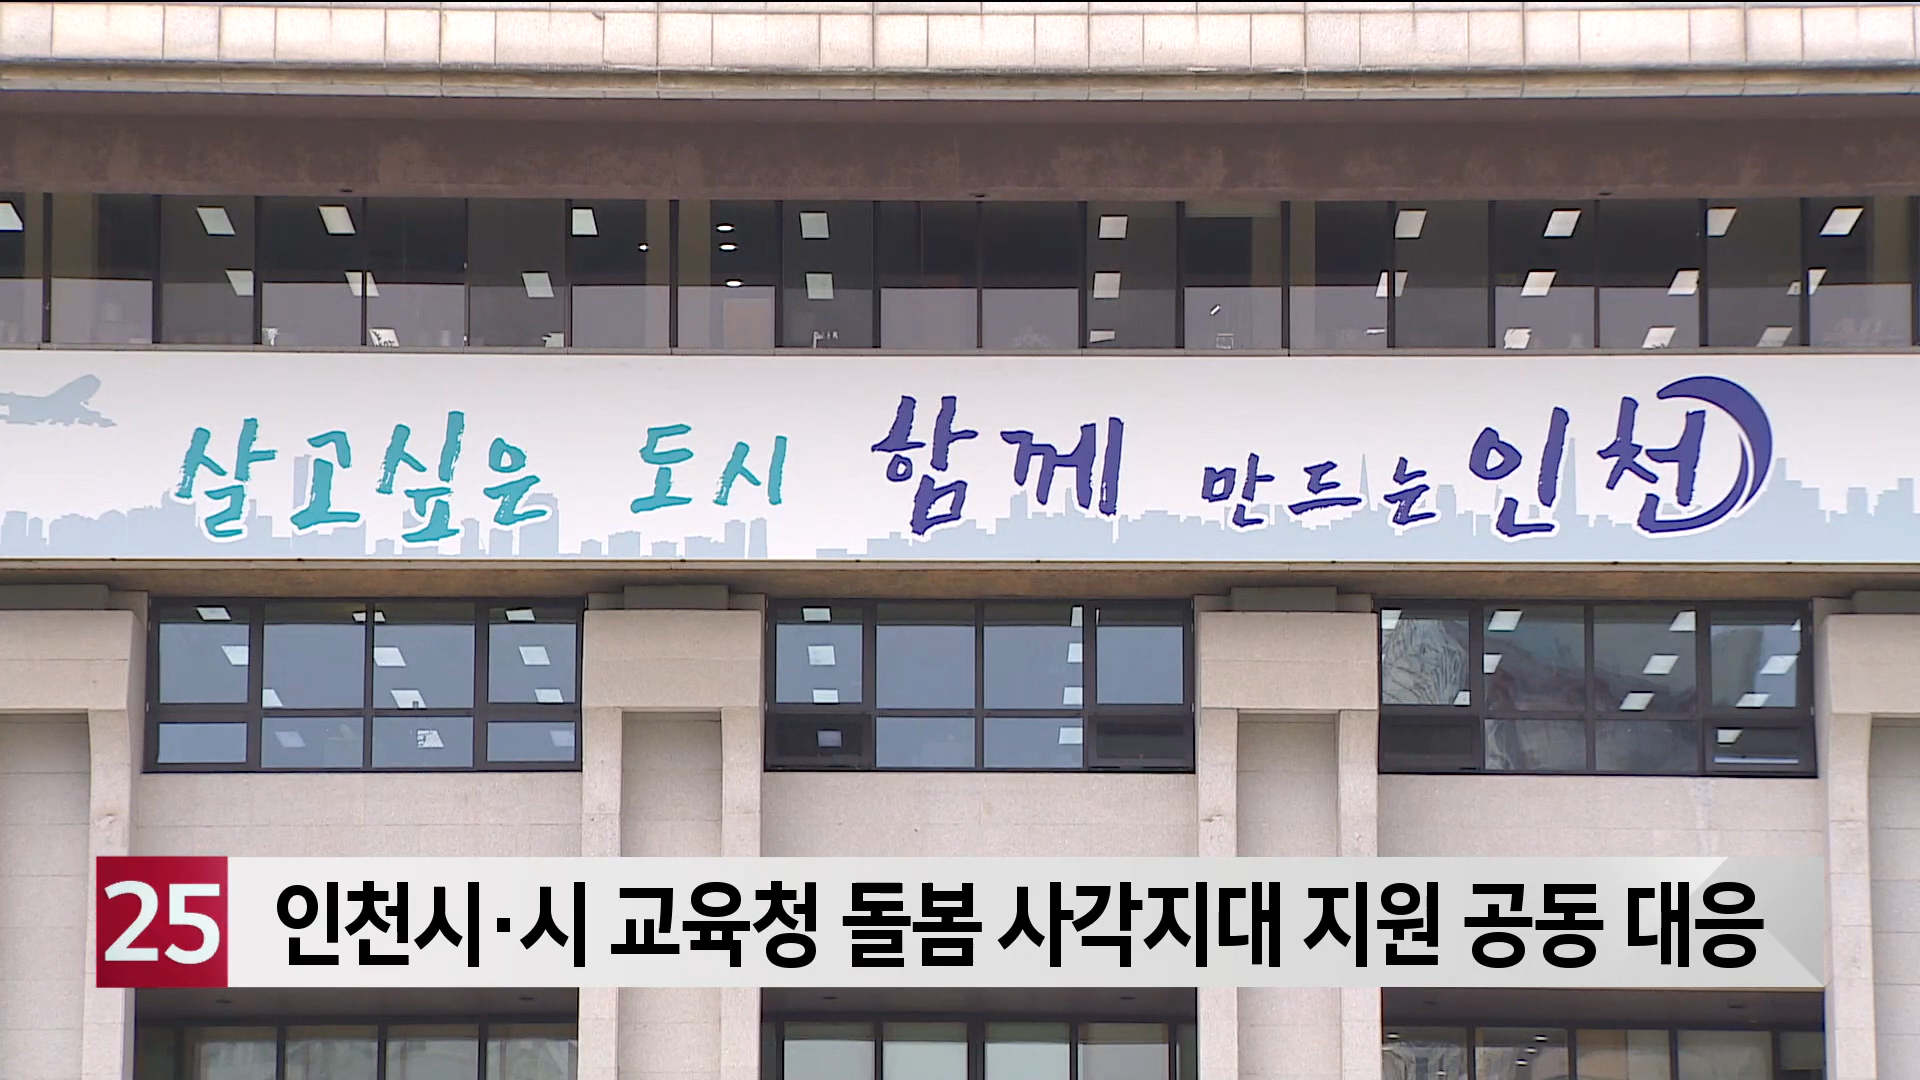 살고싶은 도시 함께 만드는 인천
25 인천시·시 교육청 돌봄 사각지대 지원 공동 대응